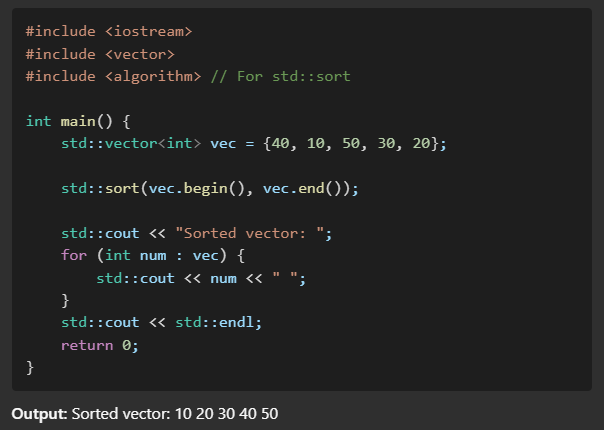 #include <iostream>
#include <vector>
#include <algorithm> // For std::sort
int main() {
std::vector<int> vec = {40, 10, 50, 30, 20};
std::sort(vec.begin(), vec.end());
std::cout << "Sorted vector: ";
for (int num : vec) {
std::cout << num << " ";
}
std::cout << std::endl;
return 0;
}
Output: Sorted vector: 10 20 30 40 50